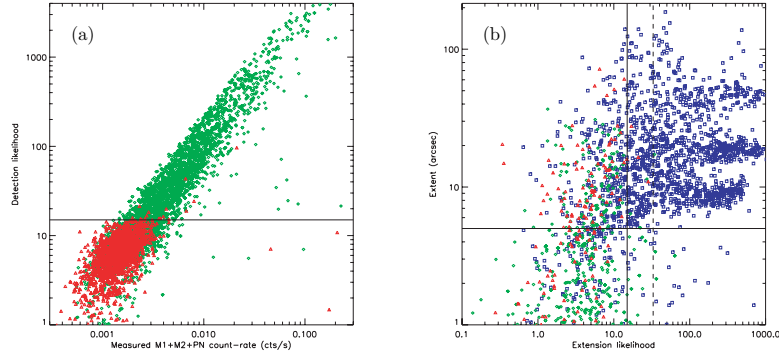 (a)
Detection likelihood
1000
100
10
1
0.001 0.010 0.100
Measured M1+M2+PN count-rate (cts/s)
(b)
Extent (arcsec)
100
10
1
0.1 1.0 10.0 100.0 1000.0
Extension likelihood